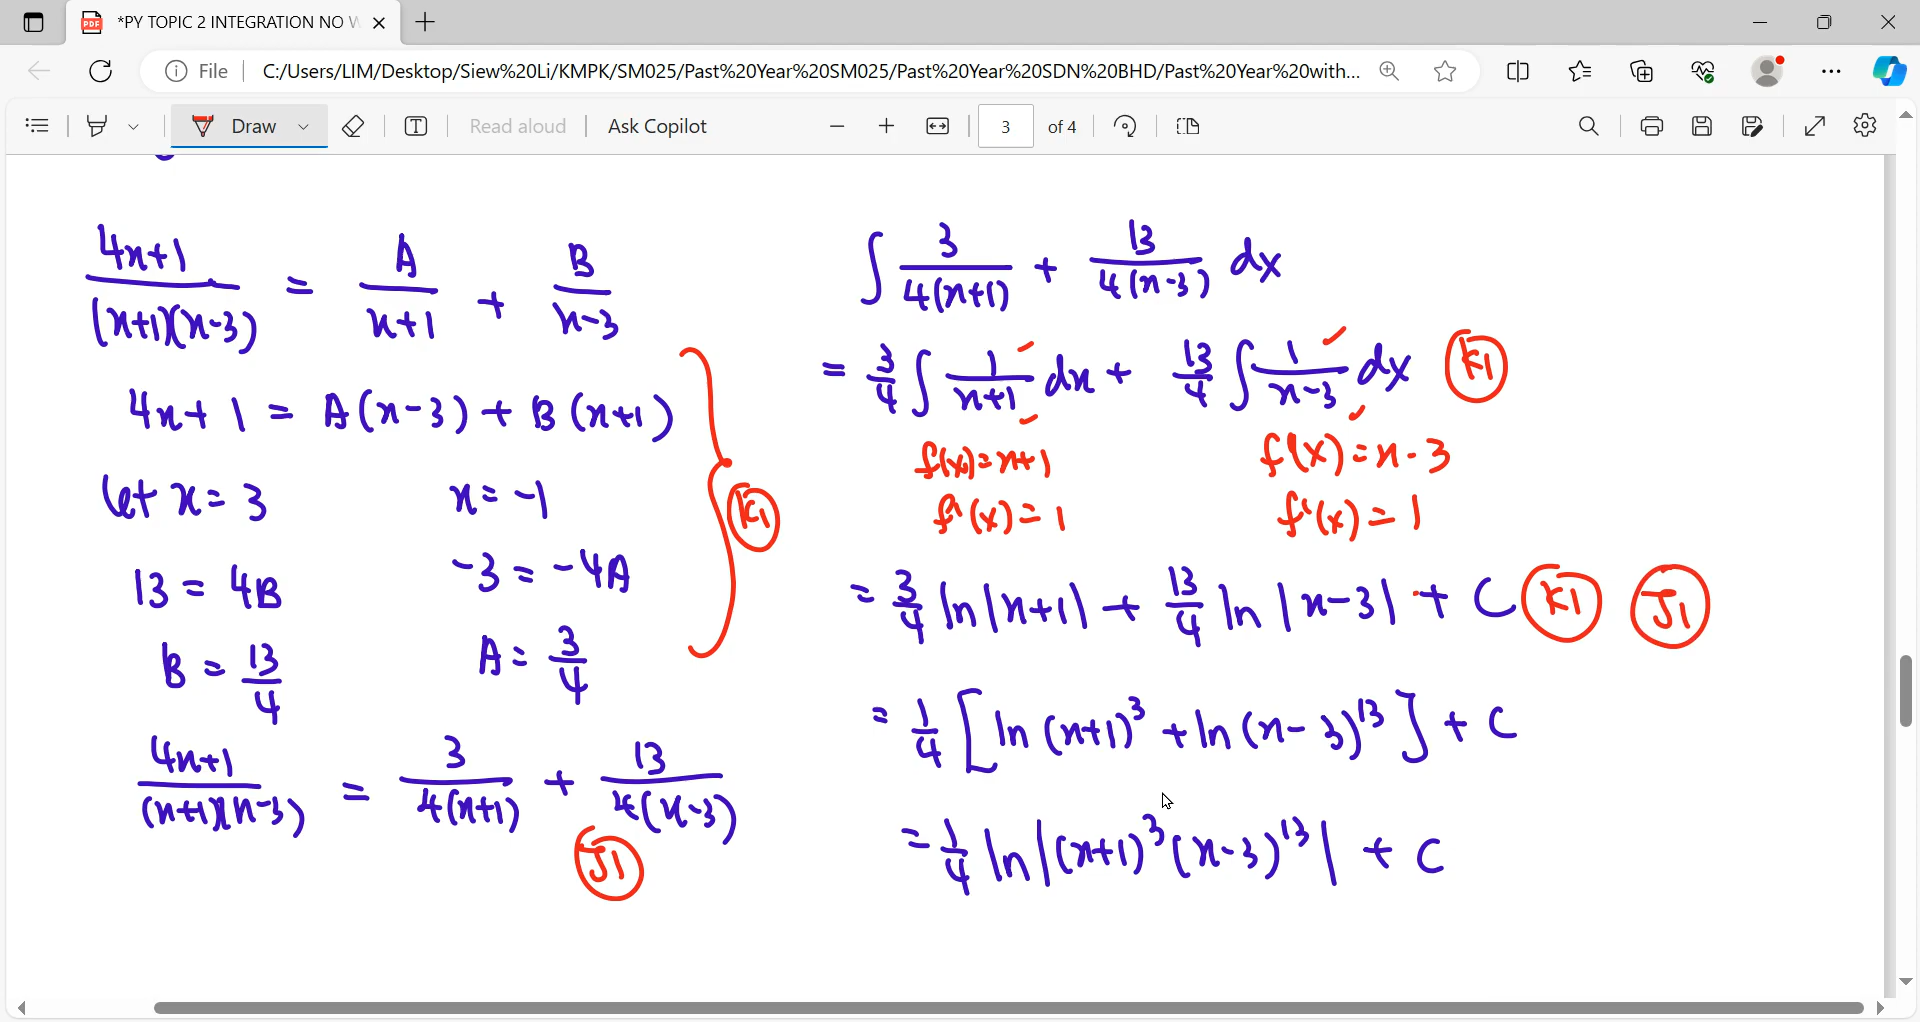 *PY TOPIC 2 INTEGRATION NO W
File C:/Users/LIM/Desktop/Siew%20Li/KMPK/SM025/Past%20Year%20SM025/Past%20Year%20SDN%20BHD/Past%20Year%20with...
Draw Read aloud Ask Copilot 3 of 4
(4x+1)/((x+1)(x-3)) = A/(x+1) + B/(x-3)
4x+1 = A(x-3) + B(x+1)
let x = 3 x = -1
13 = 4B -3 = -4A
B = 13/4 A = 3/4
K1
(4x+1)/((x+1)(x-3)) = 3/(4(x+1)) + 13/(4(x-3))
J1
∫ 3/(4(x+1)) + 13/(4(x-3)) dx
= 3/4 ∫ 1/(x+1) dx + 13/4 ∫ 1/(x-3) dx K1
f(x) = x+1 f(x) = x-3
f'(x) = 1 f'(x) = 1
= 3/4 ln|x+1| + 13/4 ln|x-3| + C K1 J1
= 1/4 [ln (x+1)³ + ln (x-3)¹³] + C
= 1/4 ln|(x+1)³(x-3)¹³| + C